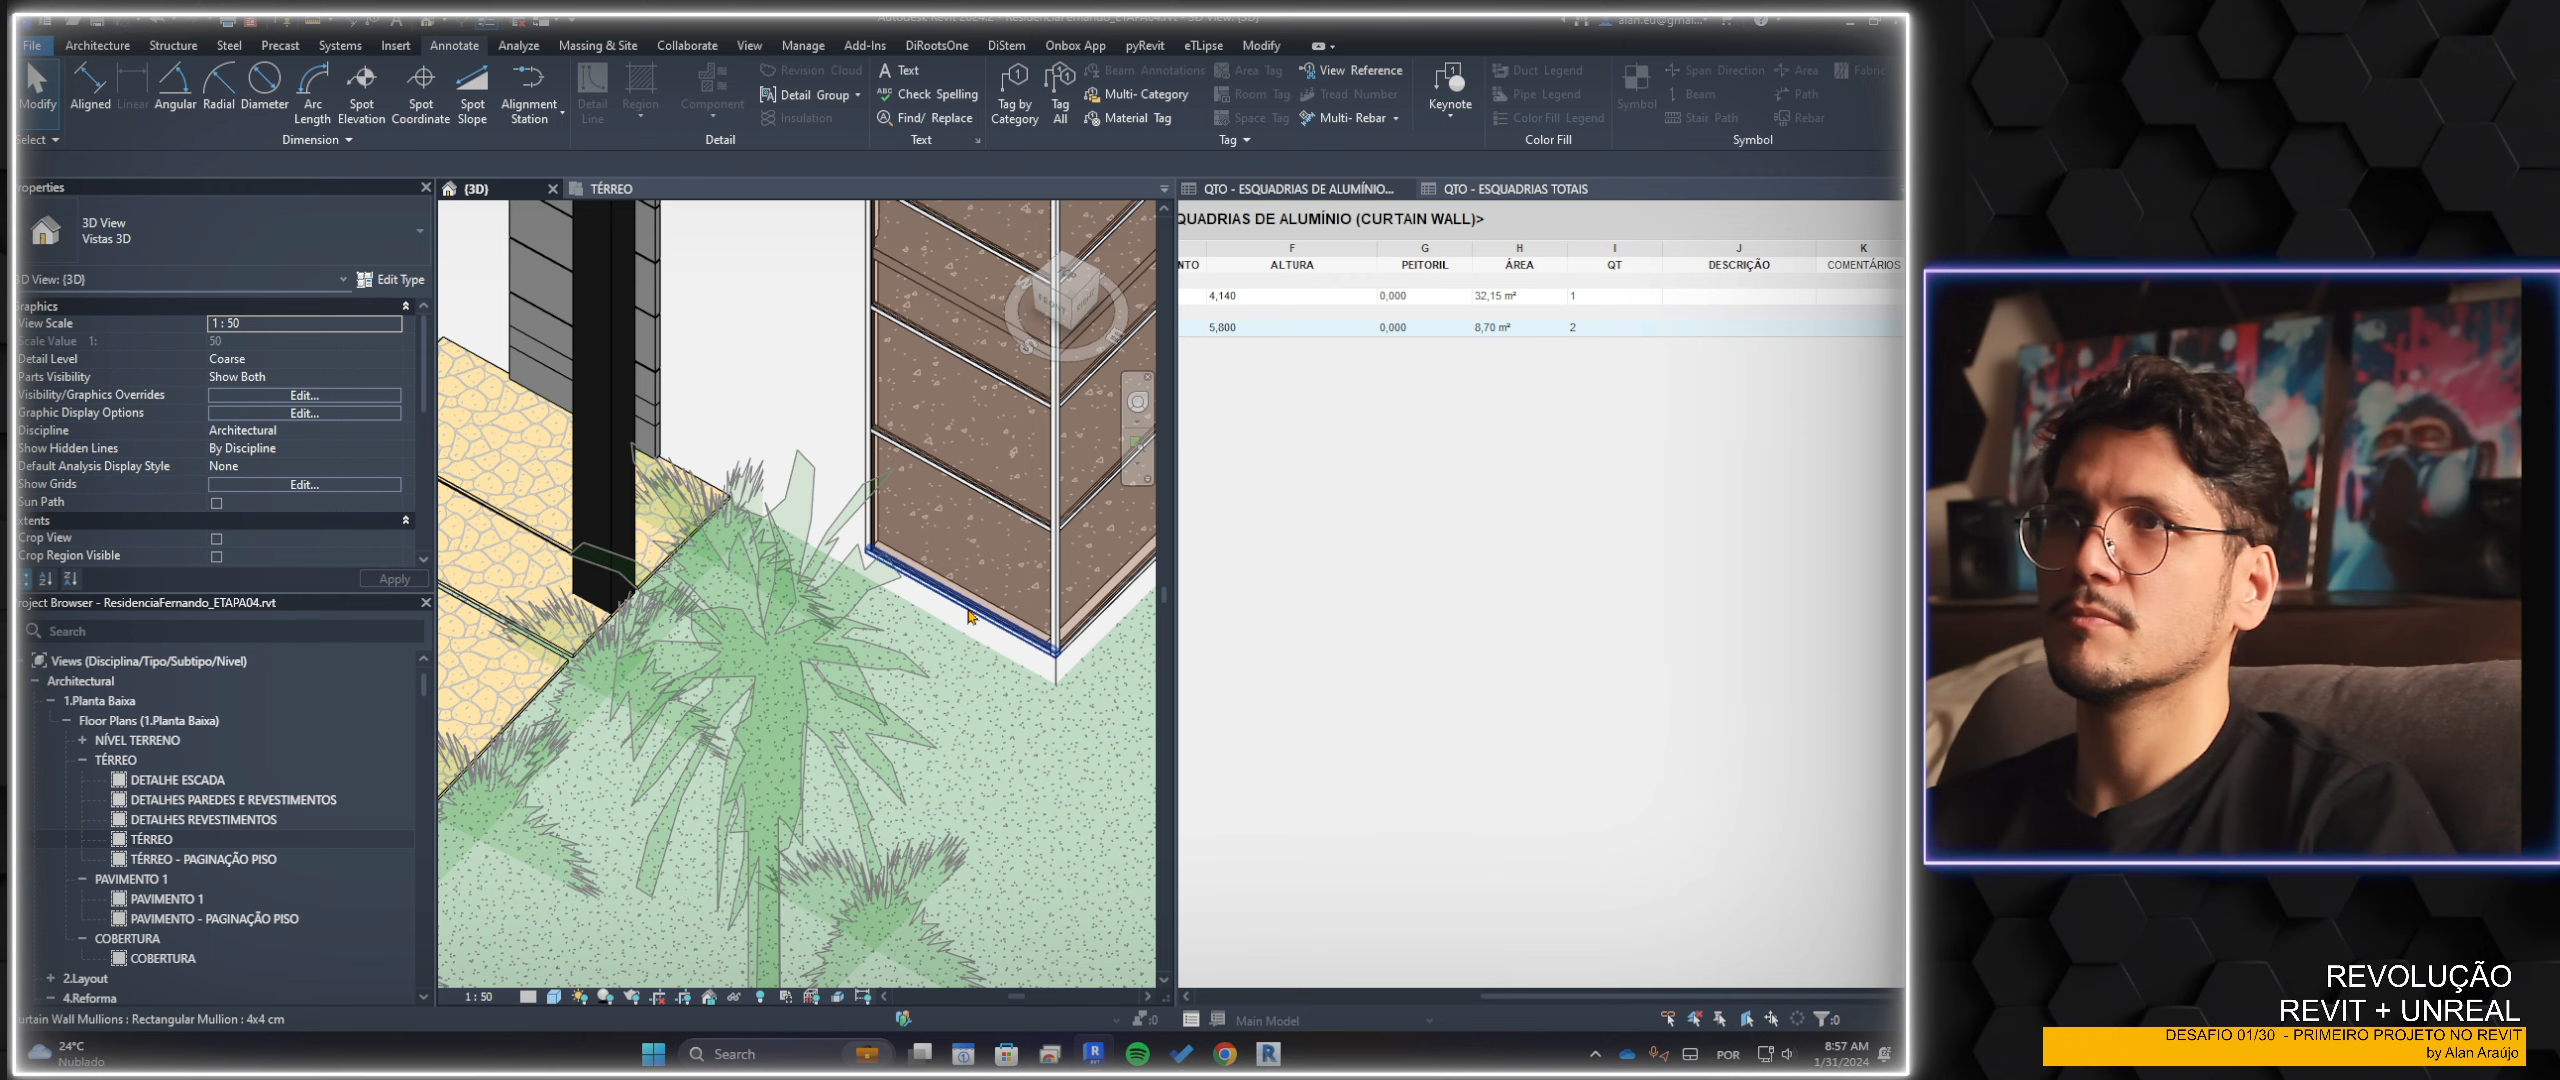 File Architecture Structure Steel Precast Systems Insert Annotate Analyze Massing & Site Collaborate View Manage Add-Ins DiRootsOne DiStem Onbox App pyRevit eTLipse Modify
Modify Aligned Linear Angular Radial Diameter Arc Length Spot Elevation Spot Coordinate Spot Slope Alignment Station
Detail Line Region Component
Revision Cloud
Detail Group
Insulation
Text
Check Spelling
Find/ Replace
Tag by Category Tag All
Beam Annotations Area Tag View Reference
Multi- Category Room Tag Tread Number
Material Tag Space Tag Multi- Rebar
Keynote
Duct Legend
Pipe Legend
Color Fill Legend
Symbol
Span Direction Area Fabric
Beam Path
Stair Path Rebar
Select Dimension Detail Text Tag Color Fill Symbol
roperties
{3D} TÉRREO
QTO - ESQUADRIAS DE ALUMÍNIO... QTO - ESQUADRIAS TOTAIS
3D View
Vistas 3D
3D View: {3D} Edit Type
Graphics
View Scale 1 : 50
Scale Value 1: 50
Detail Level Coarse
Parts Visibility Show Both
Visibility/Graphics Overrides Edit...
Graphic Display Options Edit...
Discipline Architectural
Show Hidden Lines By Discipline
Default Analysis Display Style None
Show Grids Edit...
Sun Path
xtents
Crop View
Crop Region Visible
Apply
roject Browser - ResidenciaFernando_ETAPA04.rvt
Search
Views (Disciplina/Tipo/Subtipo/Nivel)
Architectural
1.Planta Baixa
Floor Plans (1.Planta Baixa)
NÍVEL TERRENO
TÉRREO
DETALHE ESCADA
DETALHES PAREDES E REVESTIMENTOS
DETALHES REVESTIMENTOS
TÉRREO
TÉRREO - PAGINAÇÃO PISO
PAVIMENTO 1
PAVIMENTO 1
PAVIMENTO - PAGINAÇÃO PISO
COBERTURA
COBERTURA
2.Layout
4.Reforma
QUADRIAS DE ALUMÍNIO (CURTAIN WALL)>
F G H I J K
NTO ALTURA PEITORIL ÁREA QT DESCRIÇÃO COMENTÁRIOS
4,140 0,000 32,15 m² 1
5,800 0,000 8,70 m² 2
1 : 50
urtain Wall Mullions : Rectangular Mullion : 4x4 cm
:0
Main Model
:0
24°C
Nublado
Search
POR
8:57 AM
1/31/2024
REVOLUÇÃO
REVIT + UNREAL
DESAFIO 01/30 - PRIMEIRO PROJETO NO REVIT
by Alan Araújo